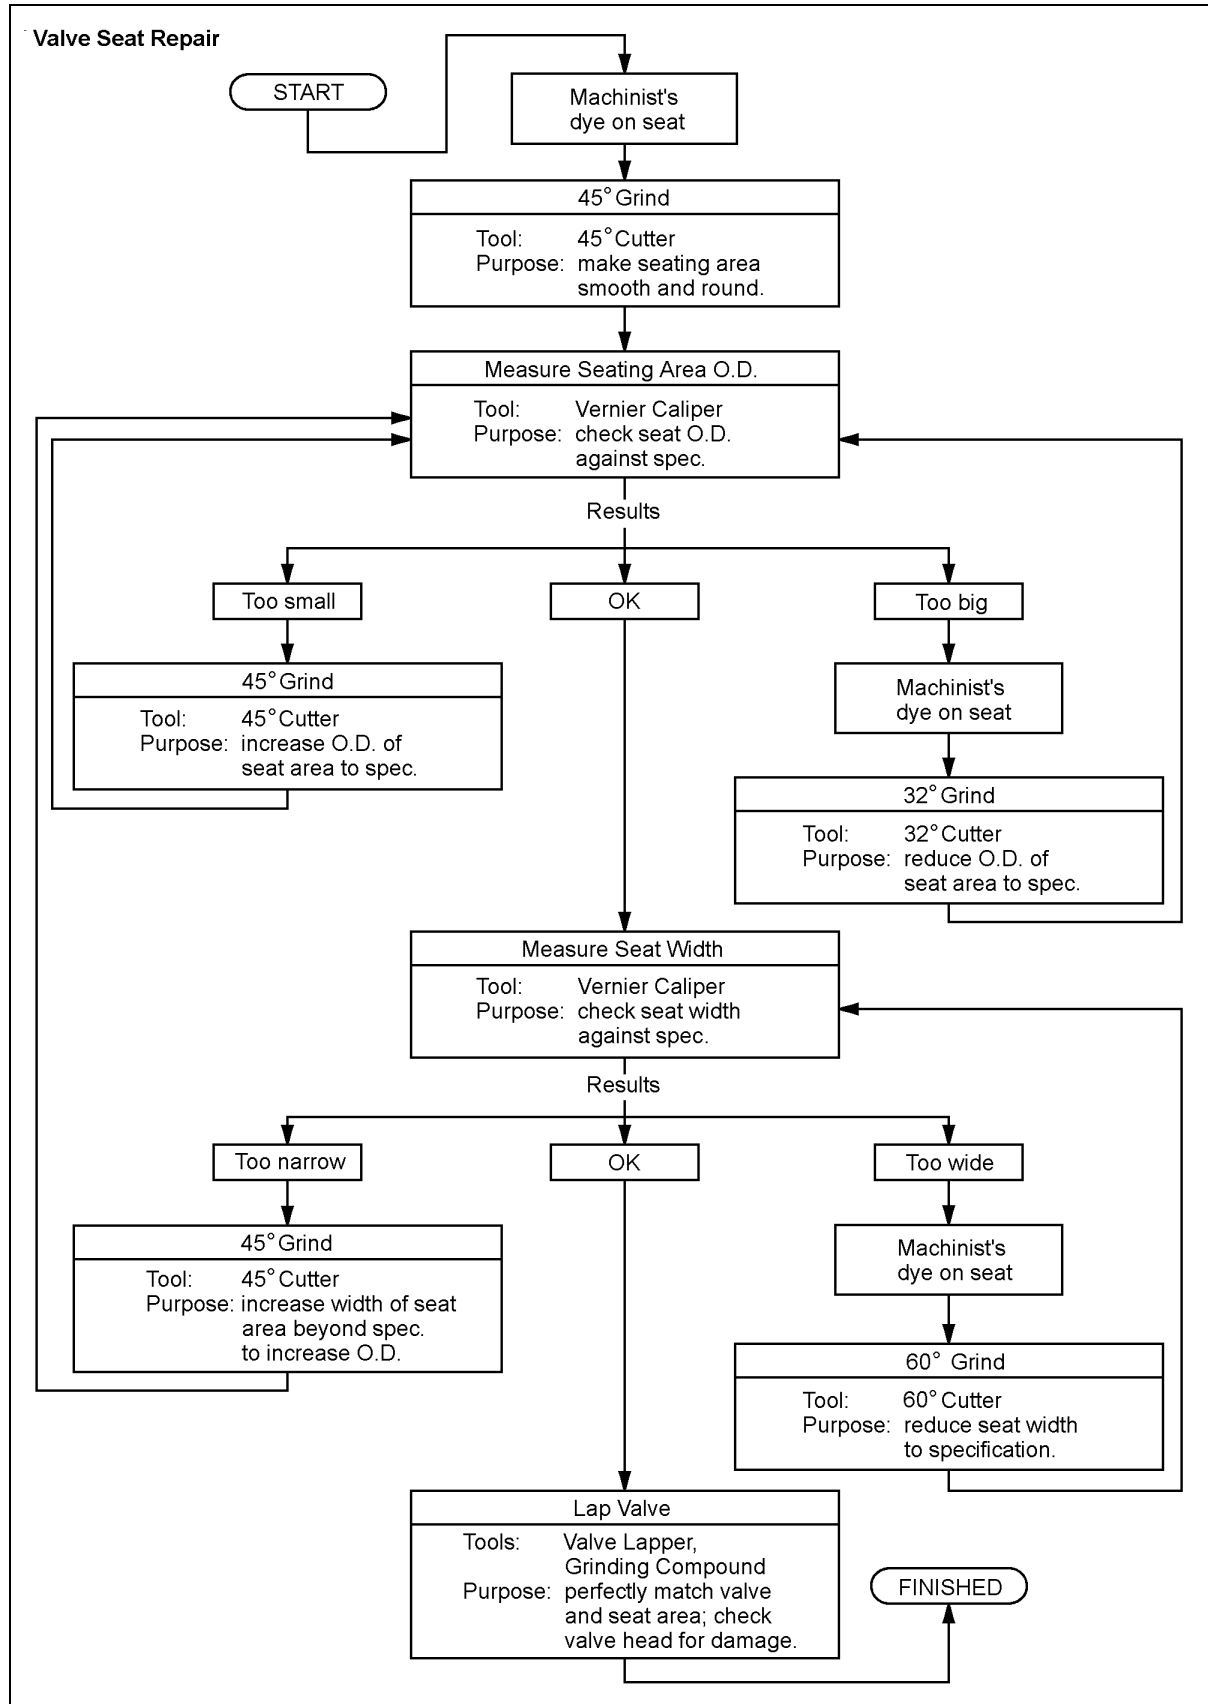 Valve Seat Repair
START
Machinist's
dye on seat
45° Grind
Tool: 45° Cutter
Purpose: make seating area
smooth and round.
Measure Seating Area O.D.
Tool: Vernier Caliper
Purpose: check seat O.D.
against spec.
Results
Too small
OK
Too big
45° Grind
Tool: 45° Cutter
Purpose: increase O.D. of
seat area to spec.
Machinist's
dye on seat
32° Grind
Tool: 32° Cutter
Purpose: reduce O.D. of
seat area to spec.
Measure Seat Width
Tool: Vernier Caliper
Purpose: check seat width
against spec.
Results
Too narrow
OK
Too wide
45° Grind
Tool: 45° Cutter
Purpose: increase width of seat
area beyond spec.
to increase O.D.
Machinist's
dye on seat
60° Grind
Tool: 60° Cutter
Purpose: reduce seat width
to specification.
Lap Valve
Tools: Valve Lapper,
Grinding Compound
Purpose: perfectly match valve
and seat area; check
valve head for damage.
FINISHED